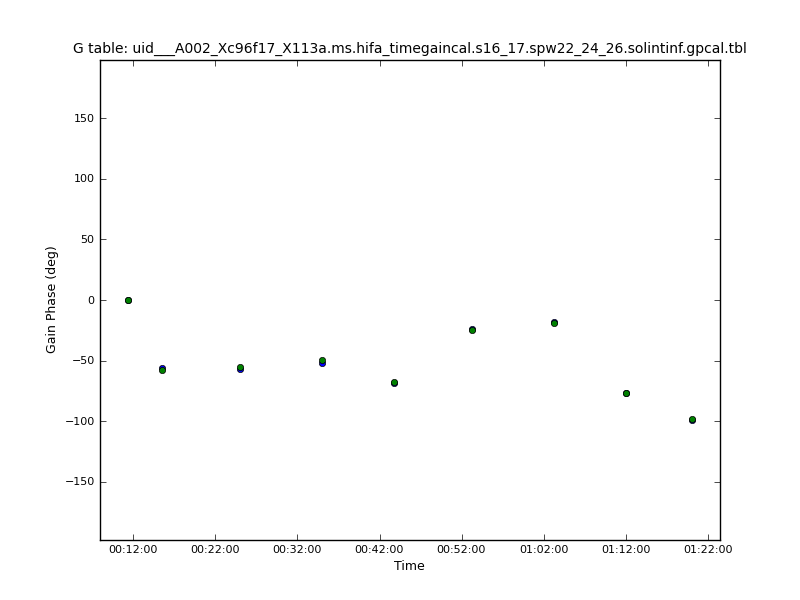 G table: uid___A002_Xc96f17_X113a.ms.hifa_timegaincal.s16_17.spw22_24_26.solintinf.gpcal.tbl
150
100
50
0
−50
−100
−150
Gain Phase (deg)
00:12:00 00:22:00 00:32:00 00:42:00 00:52:00 01:02:00 01:12:00 01:22:00
Time